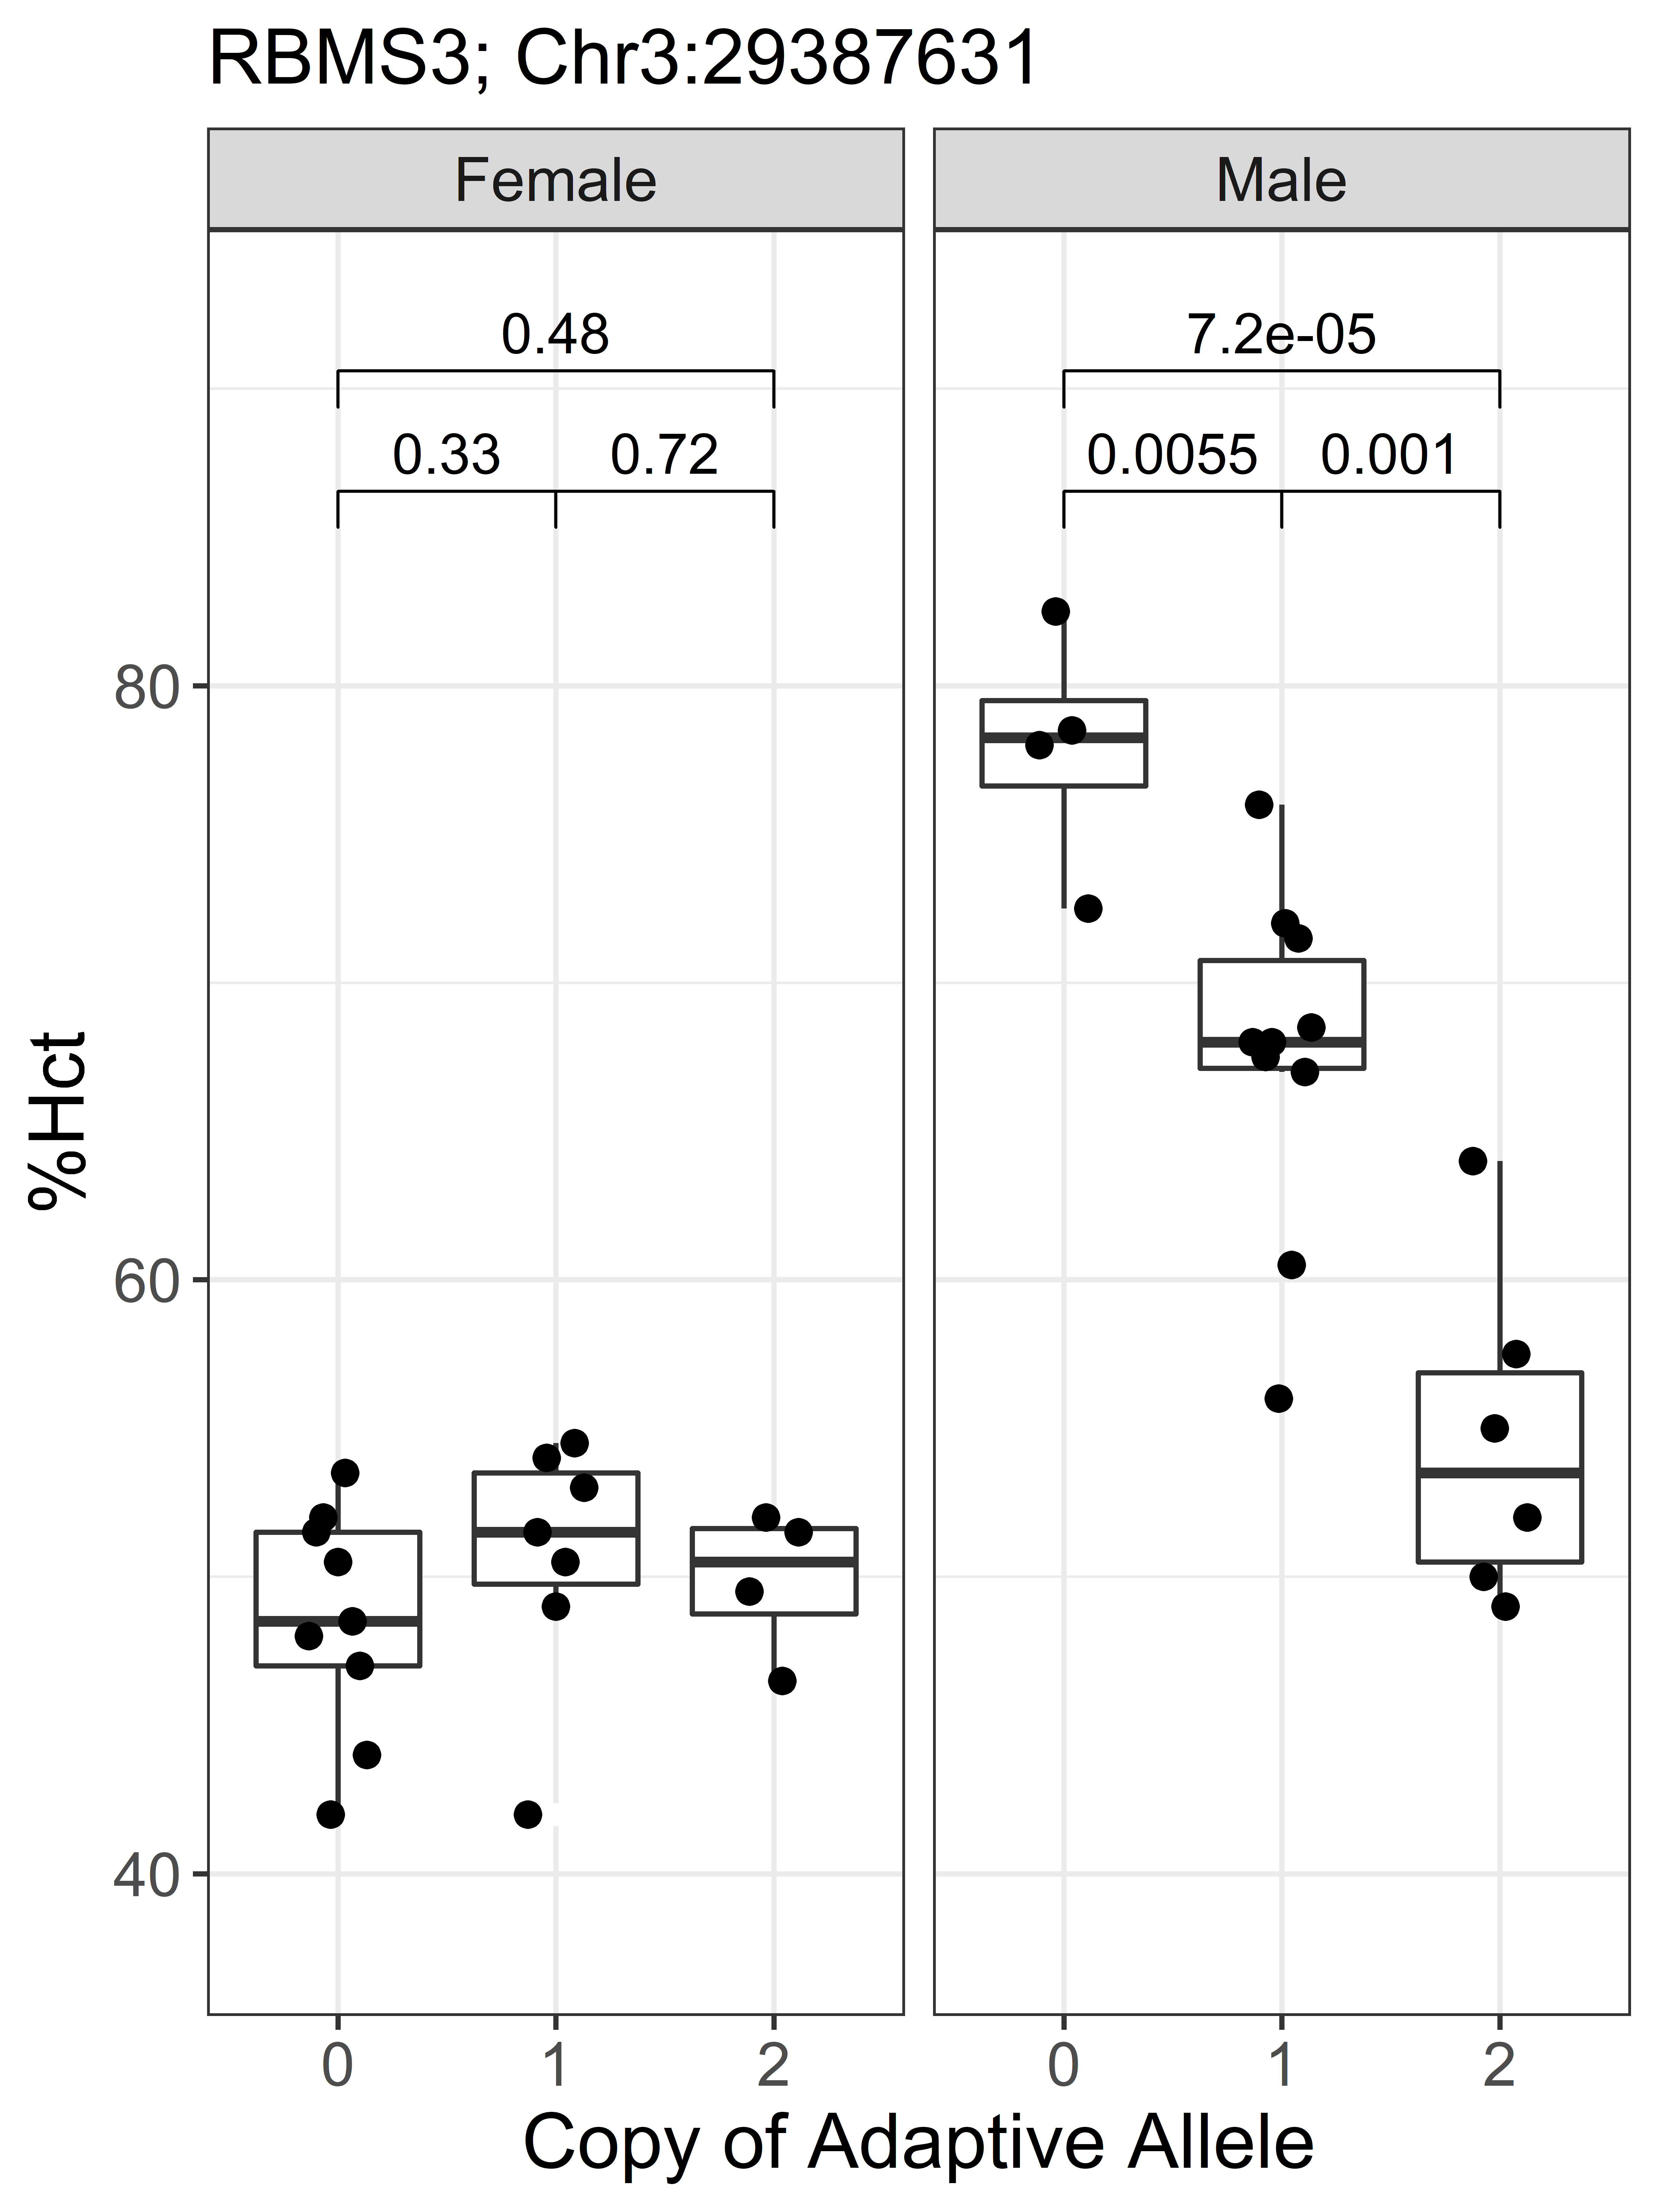 RBMS3; Chr3:29387631
Female
Male
0.48
7.2e-05
0.33
0.72
0.0055
0.001
80
60
40
%Hct
0
1
2
0
1
2
Copy of Adaptive Allele